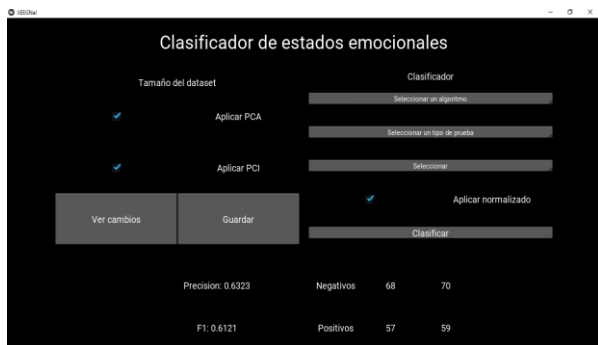 XEEGNal
Clasificador de estados emocionales
Tamaño del dataset
Aplicar PCA
Aplicar PCI
Ver cambios
Guardar
Clasificador
Seleccionar un algoritmo
Seleccionar un tipo de prueba
Seleccionar
Aplicar normalizado
Clasificar
Precision: 0.6323
Negativos 68 70
F1: 0.6121
Positivos 57 59